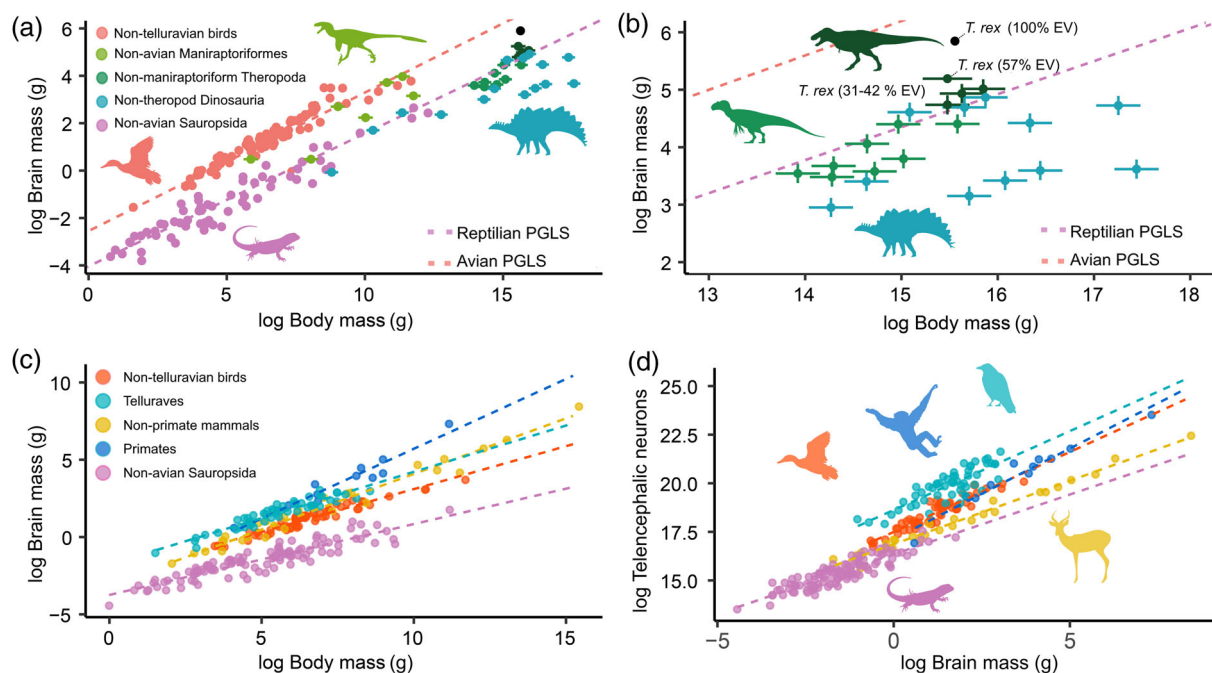 (a)
log Brain mass (g)
6
4
2
0
−2
−4
Non-telluravian birds
Non-avian Maniraptoriformes
Non-maniraptoriform Theropoda
Non-theropod Dinosauria
Non-avian Sauropsida
Reptilian PGLS
Avian PGLS
0 5 10 15
log Body mass (g)
(b)
log Brain mass (g)
6
5
4
3
2
T. rex (100% EV)
T. rex (57% EV)
T. rex (31-42 % EV)
Reptilian PGLS
Avian PGLS
13 14 15 16 17 18
log Body mass (g)
(c)
log Brain mass (g)
10
5
0
−5
Non-telluravian birds
Telluraves
Non-primate mammals
Primates
Non-avian Sauropsida
0 5 10 15
log Body mass (g)
(d)
log Telencephalic neurons
25.0
22.5
20.0
17.5
15.0
−5 0 5
log Brain mass (g)